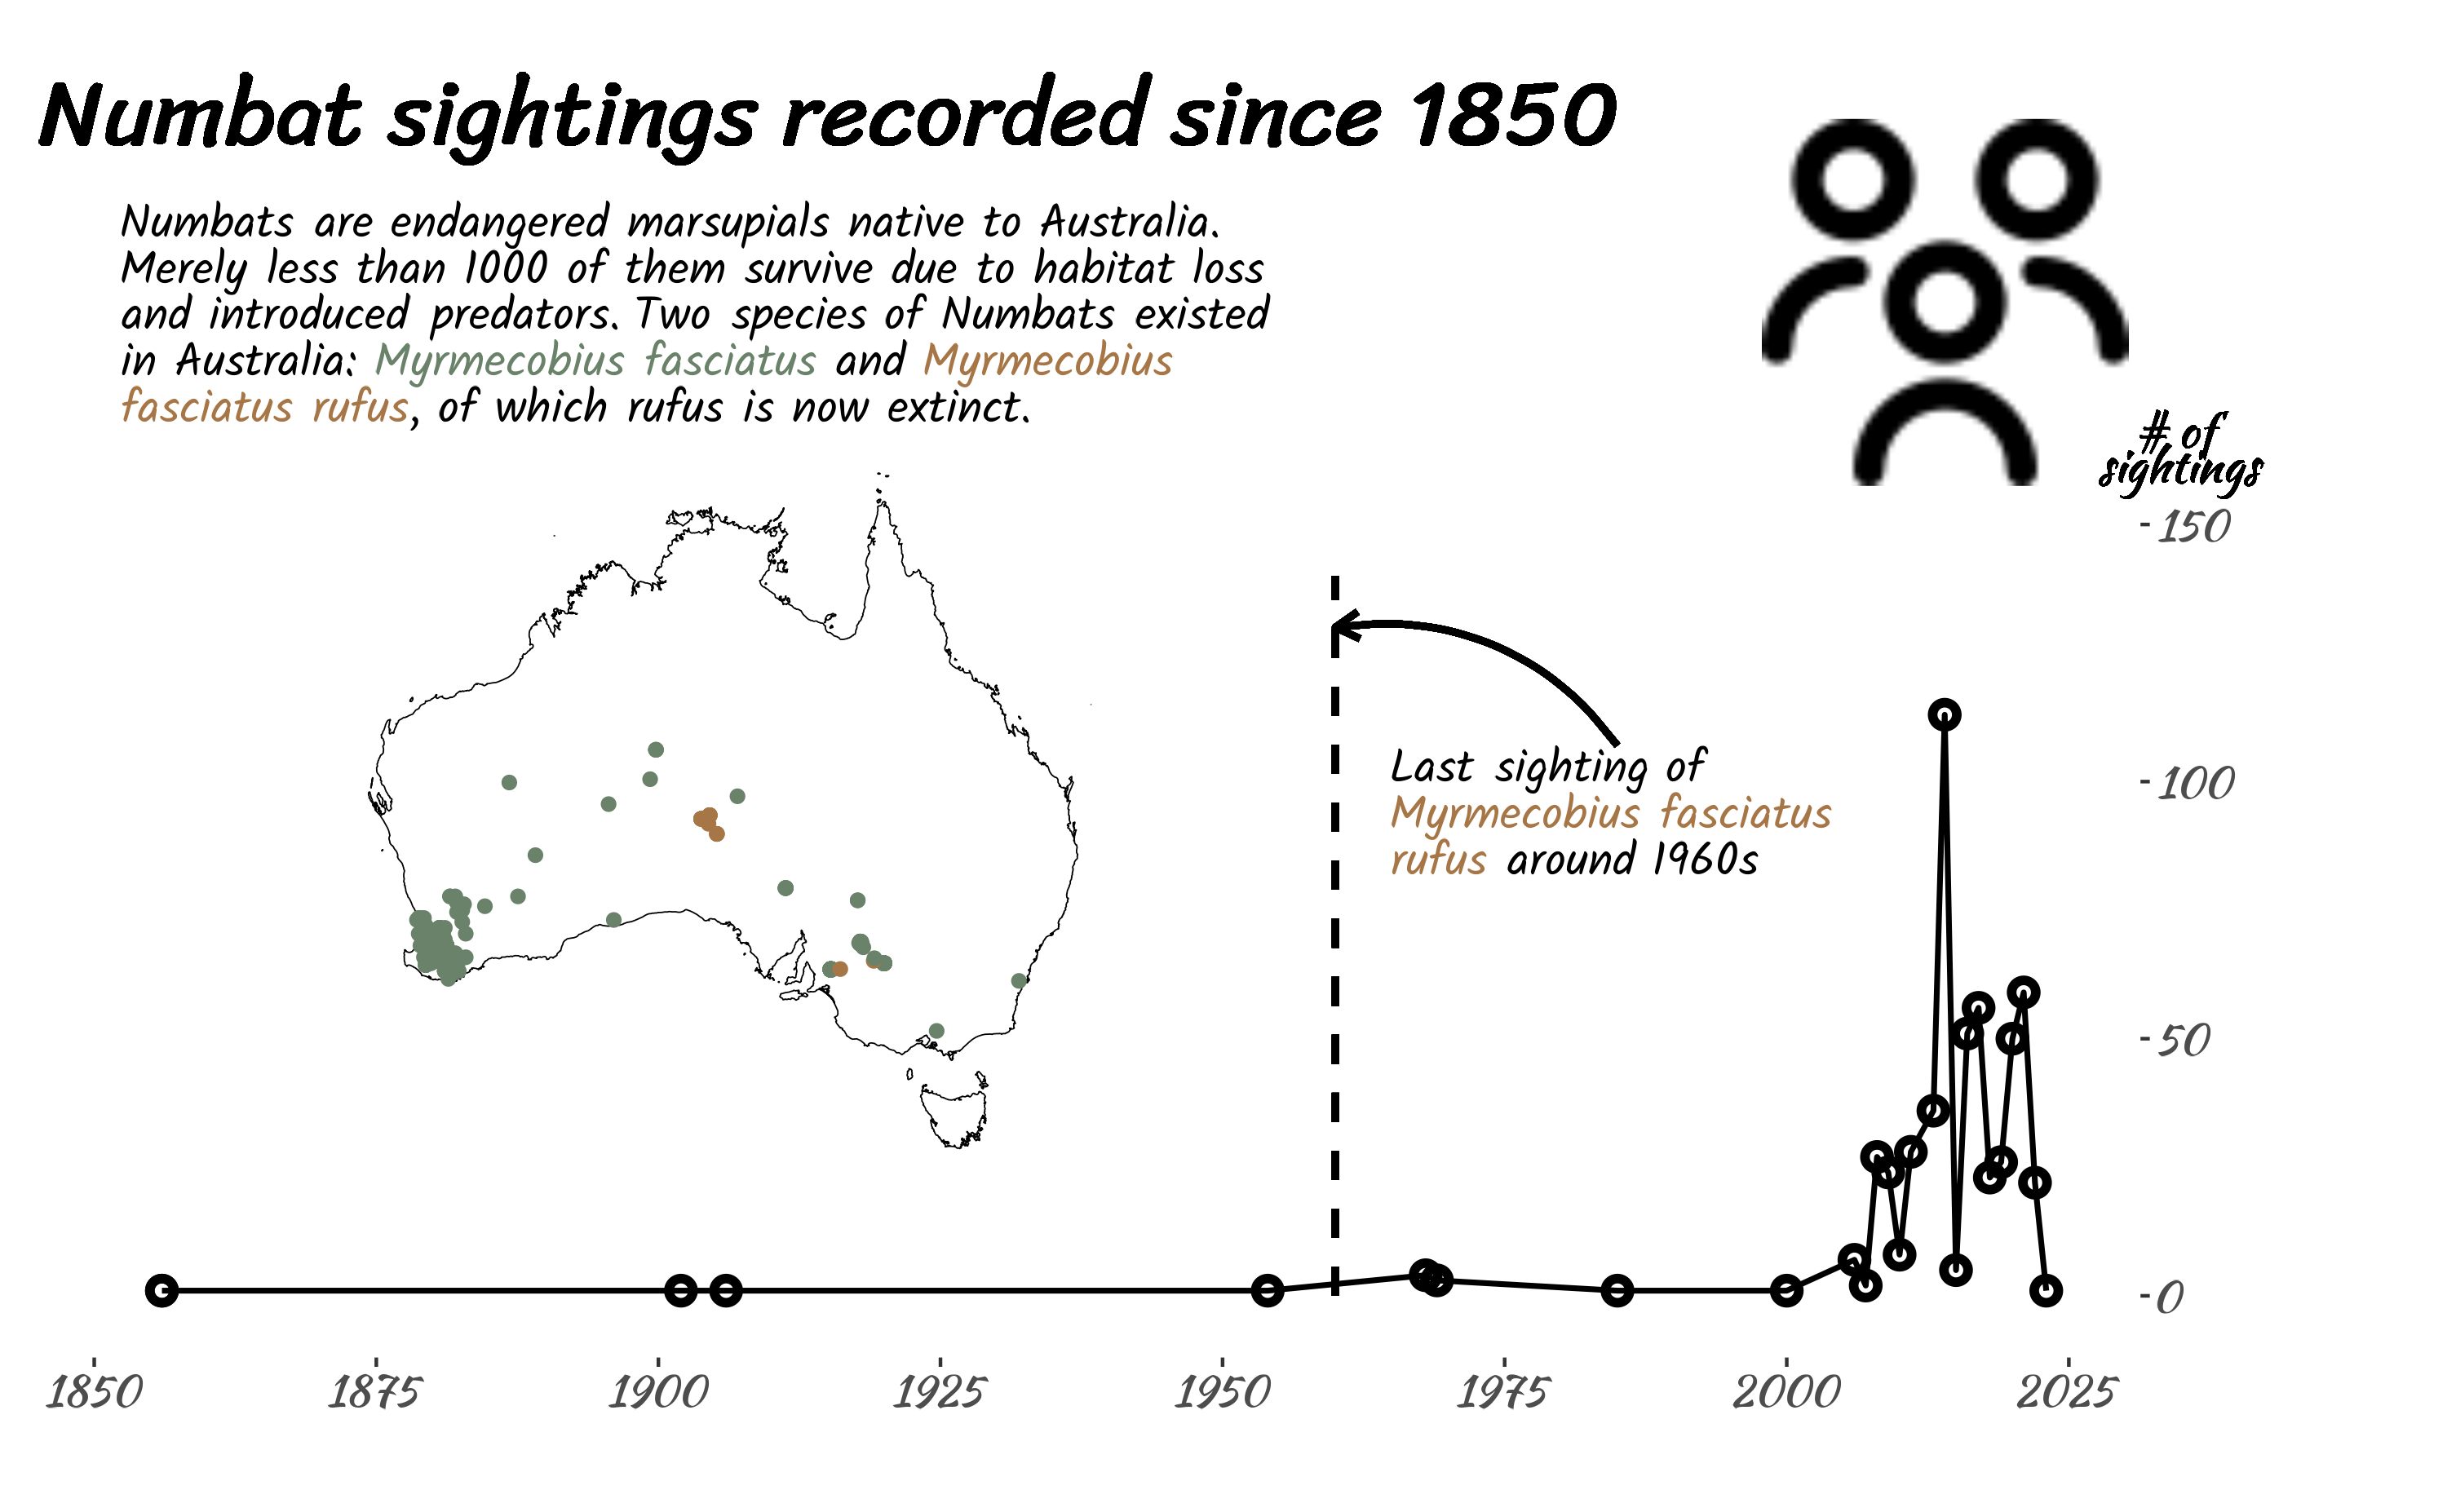 Numbat sightings recorded since 1850
Numbats are endangered marsupials native to Australia.
Merely less than 1000 of them survive due to habitat loss
and introduced predators. Two species of Numbats existed
in Australia: Myrmecobius fasciatus and Myrmecobius
fasciatus rufus, of which rufus is now extinct.
# of
sightings
-150
-100
-50
-0
Last sighting of
Myrmecobius fasciatus
rufus around 1960s
1850 1875 1900 1925 1950 1975 2000 2025